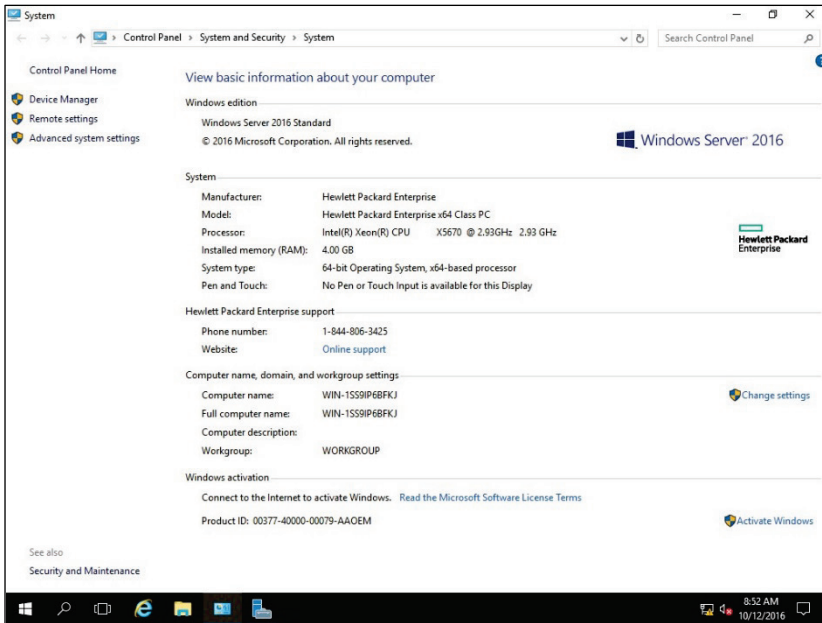 System
Control Panel > System and Security > System
Search Control Panel
Control Panel Home
Device Manager
Remote settings
Advanced system settings
View basic information about your computer
Windows edition
Windows Server 2016 Standard
© 2016 Microsoft Corporation. All rights reserved.
Windows Server® 2016
System
Manufacturer: Hewlett Packard Enterprise
Model: Hewlett Packard Enterprise x64 Class PC
Processor: Intel(R) Xeon(R) CPU X5670 @ 2.93GHz 2.93 GHz
Installed memory (RAM): 4.00 GB
System type: 64-bit Operating System, x64-based processor
Pen and Touch: No Pen or Touch Input is available for this Display
Hewlett Packard
Enterprise
Hewlett Packard Enterprise support
Phone number: 1-844-806-3425
Website: Online support
Computer name, domain, and workgroup settings
Computer name: WIN-1SS9IP6BFKJ
Change settings
Full computer name: WIN-1SS9IP6BFKJ
Computer description:
Workgroup: WORKGROUP
Windows activation
Connect to the Internet to activate Windows. Read the Microsoft Software License Terms
Product ID: 00377-40000-00079-AAOEM
Activate Windows
See also
Security and Maintenance
8:52 AM
10/12/2016